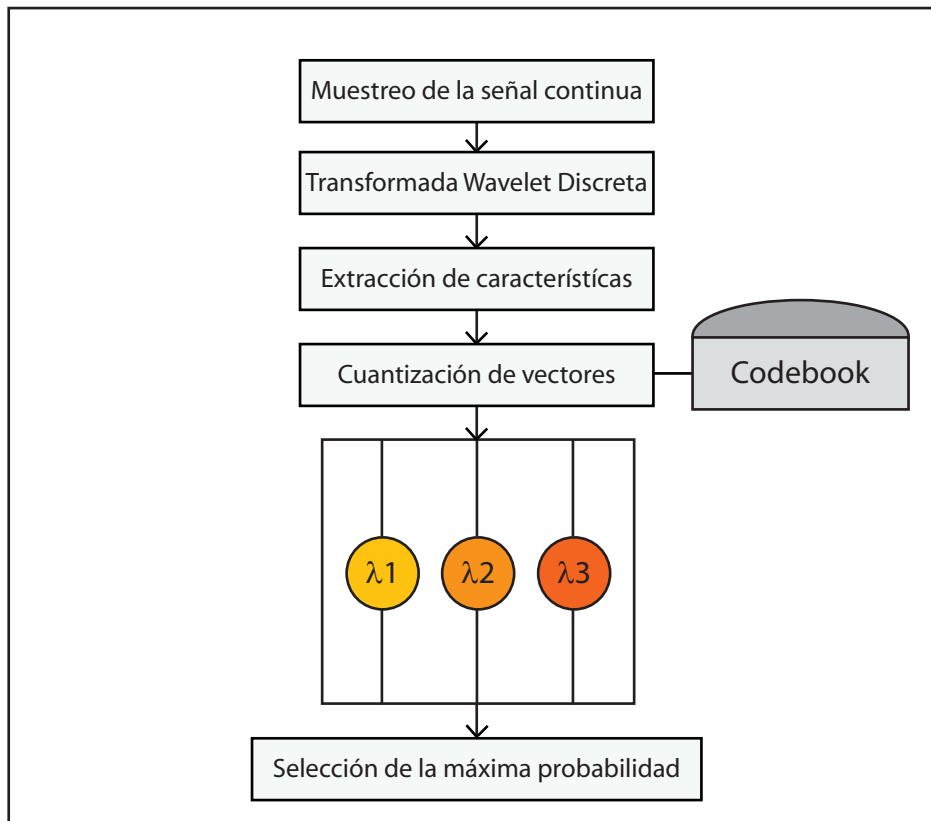 Muestreo de la señal continua
Transformada Wavelet Discreta
Extracción de característícas
Cuantización de vectores
Codebook
λ1
λ2
λ3
Selección de la máxima probabilidad